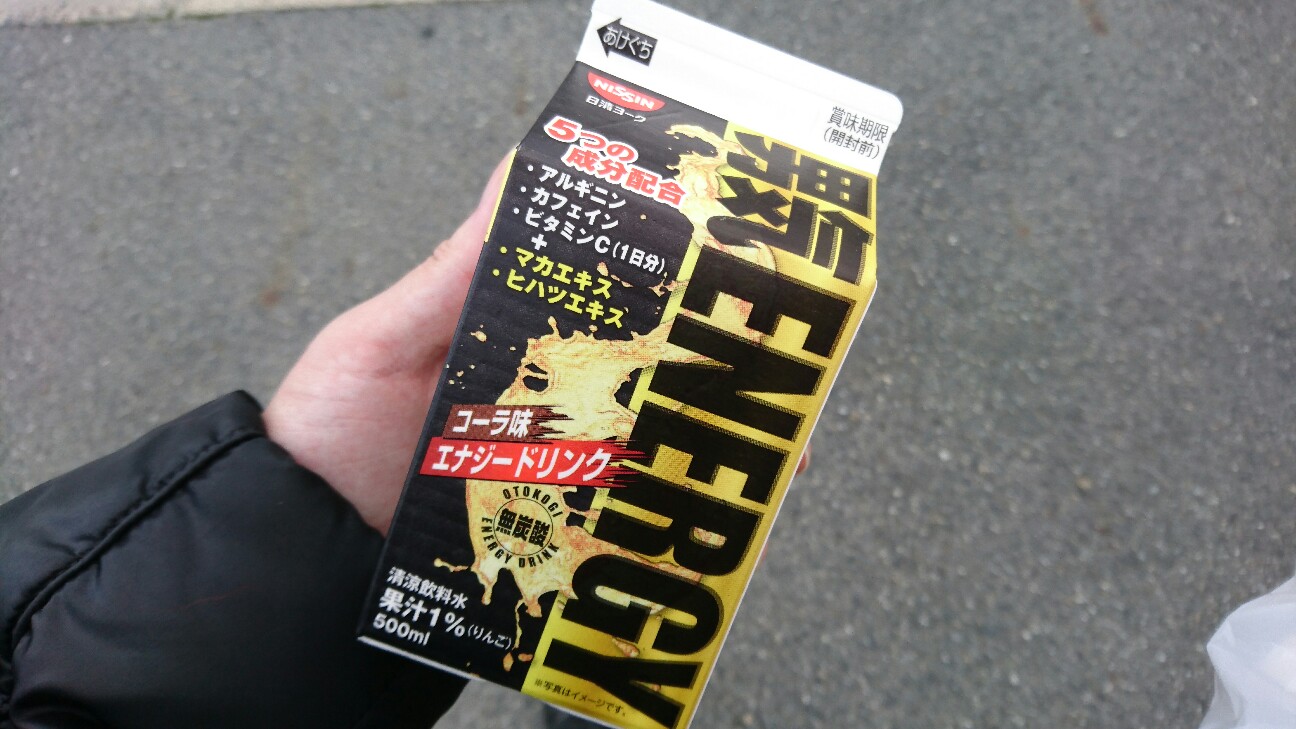 あけぐち
賞味期限
(開封前)
NISSIN
日清ヨーク
5つの
成分配合
・アルギニン
・カフェイン
・ビタミンC(1日分)
+
・マカエキス
・ヒハツエキス
ENERGY
コーラ味
エナジードリンク
OTOKOGI
無炭酸
ENERGY DRINK
清涼飲料水
果汁1%(りんご)
500ml
※写真はイメージです。